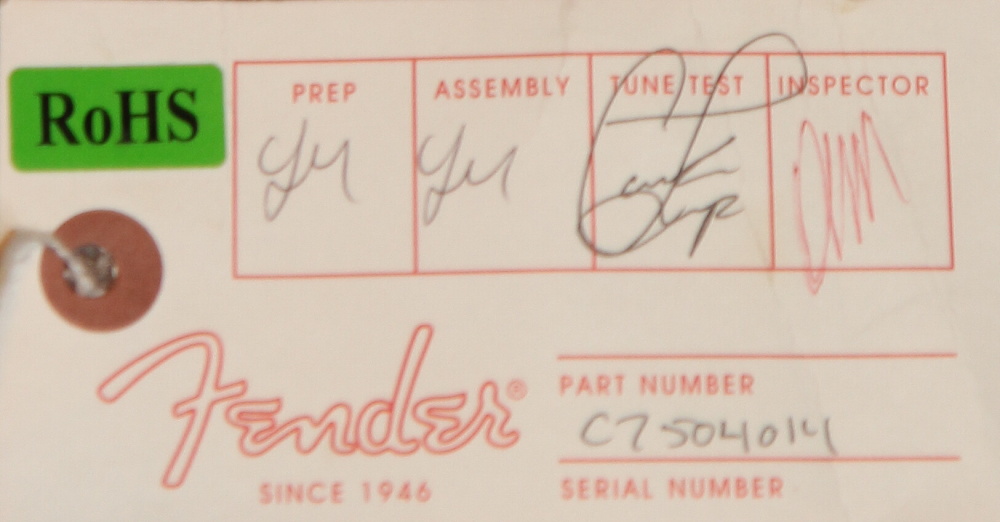 RoHS
PREP ASSEMBLY TUNE TEST INSPECTOR
Fender®
SINCE 1946
PART NUMBER
C7504014
SERIAL NUMBER